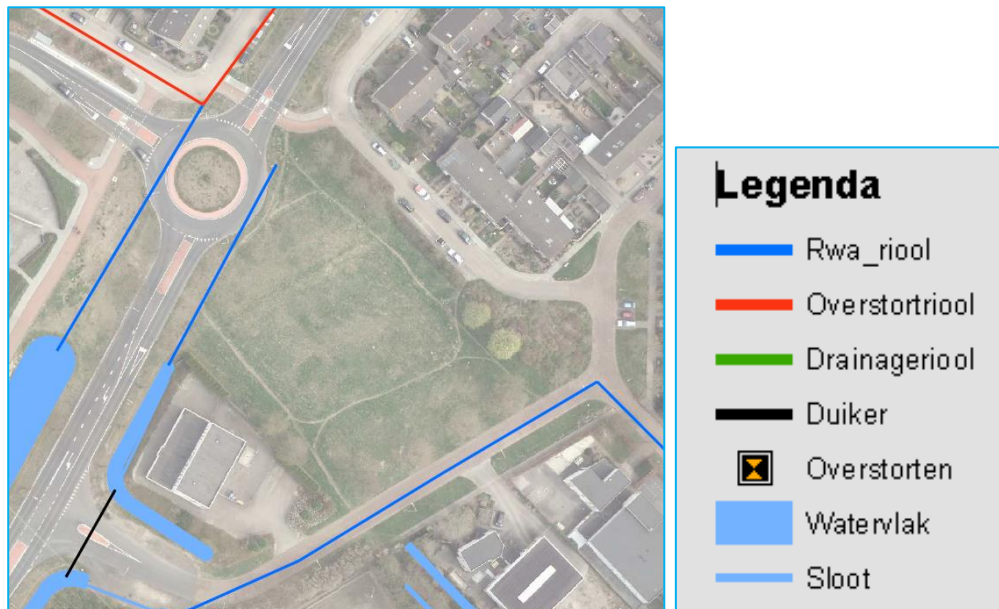 Legenda
Rwa_riool
Overstortriool
Drainageriool
Duiker
Overstorten
Watervlak
Sloot